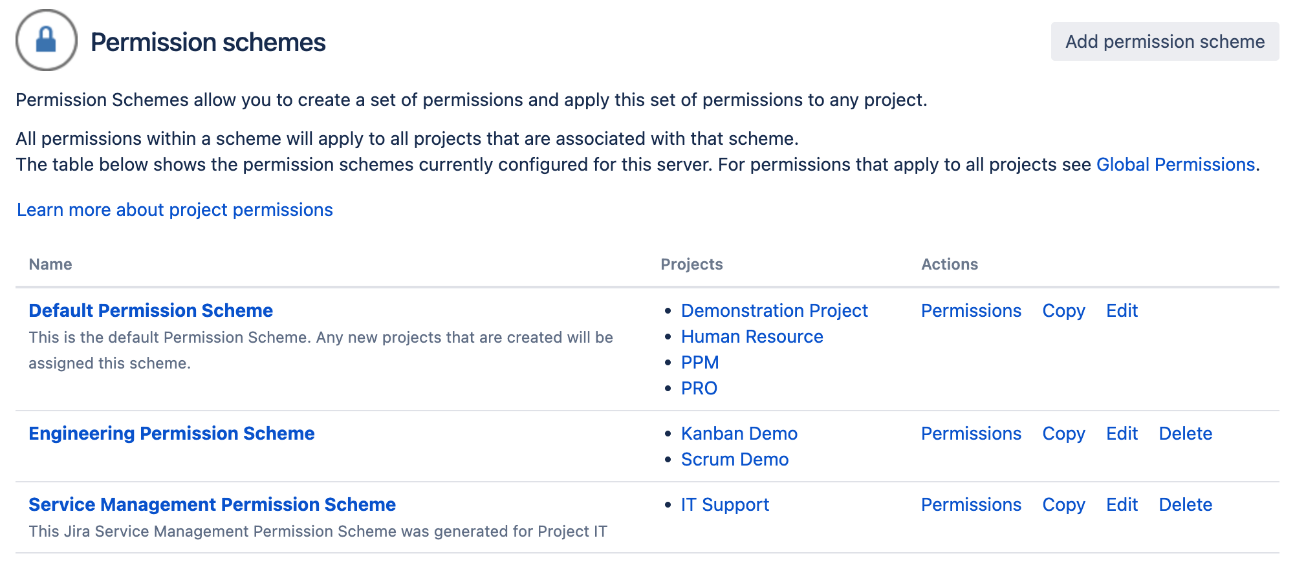 Permission schemes
Add permission scheme
Permission Schemes allow you to create a set of permissions and apply this set of permissions to any project.
All permissions within a scheme will apply to all projects that are associated with that scheme.
The table below shows the permission schemes currently configured for this server. For permissions that apply to all projects see Global Permissions.
Learn more about project permissions
Name Projects Actions
Default Permission Scheme
This is the default Permission Scheme. Any new projects that are created will be
assigned this scheme.
• Demonstration Project
• Human Resource
• PPM
• PRO
Permissions Copy Edit
Engineering Permission Scheme
• Kanban Demo
• Scrum Demo
Permissions Copy Edit Delete
Service Management Permission Scheme
This Jira Service Management Permission Scheme was generated for Project IT
• IT Support
Permissions Copy Edit Delete